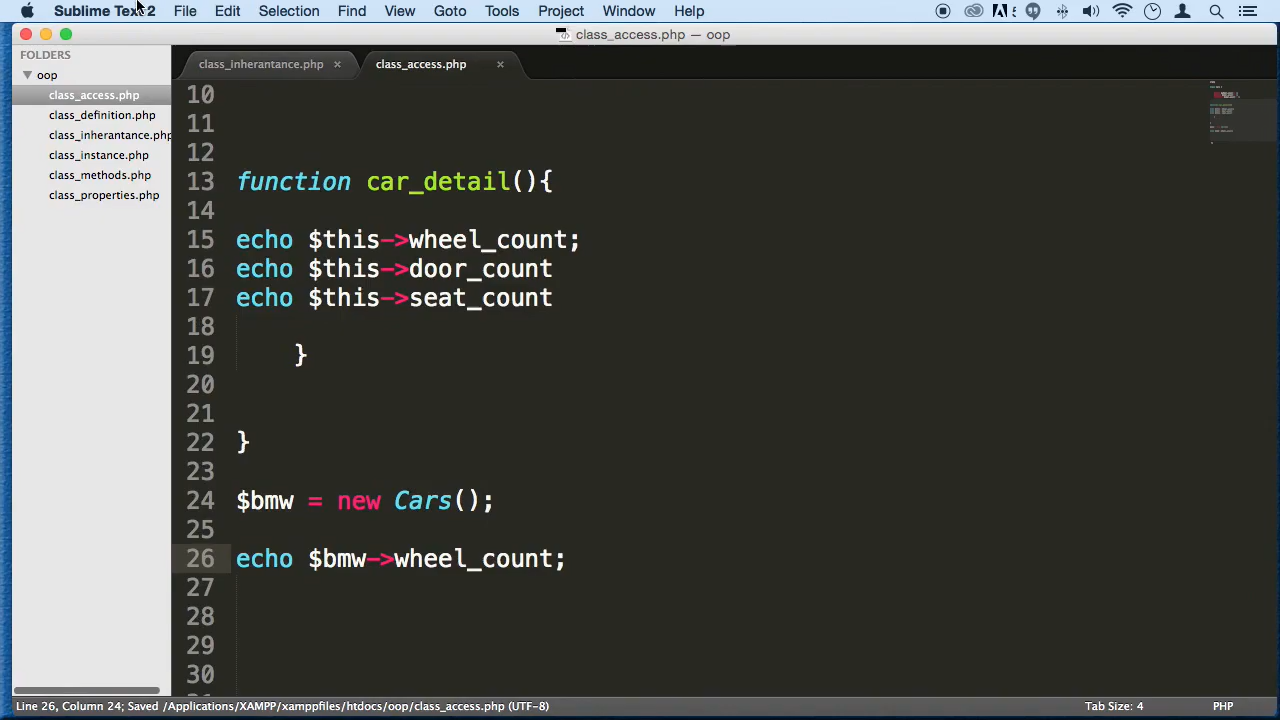 Sublime Text 2 File Edit Selection Find View Goto Tools Project Window Help
class_access.php — oop
FOLDERS
oop
class_access.php
class_definition.php
class_inherantance.php
class_instance.php
class_methods.php
class_properties.php
class_inherantance.php × class_access.php ×
10
11
12
13 function car_detail(){
14
15 echo $this->wheel_count;
16 echo $this->door_count
17 echo $this->seat_count
18
19 }
20
21
22 }
23
24 $bmw = new Cars();
25
26 echo $bmw->wheel_count;
27
28
29
30
Line 26, Column 24; Saved /Applications/XAMPP/xamppfiles/htdocs/oop/class_access.php (UTF-8) Tab Size: 4 PHP